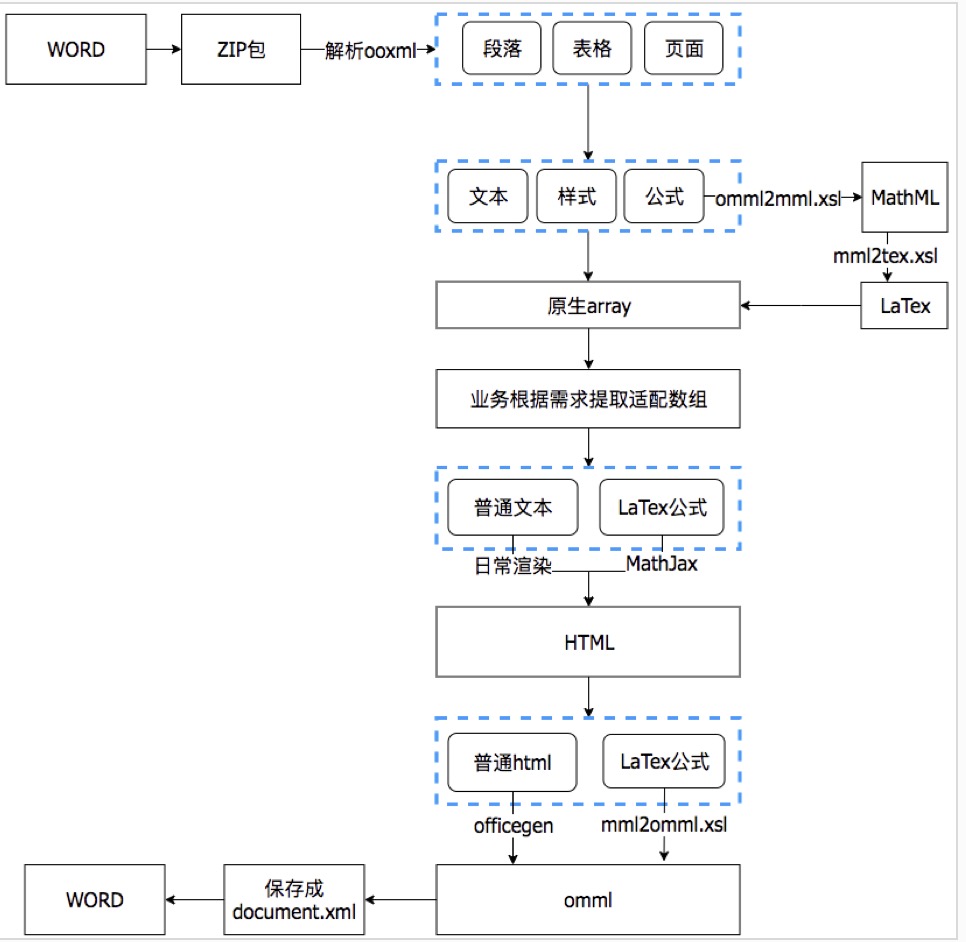 WORD
ZIP包
解析ooxml
段落
表格
页面
文本
样式
公式
omml2mml.xsl
MathML
mml2tex.xsl
LaTex
原生array
业务根据需求提取适配数组
普通文本
LaTex公式
日常渲染
MathJax
HTML
普通html
LaTex公式
officegen
mml2omml.xsl
WORD
保存成
document.xml
omml